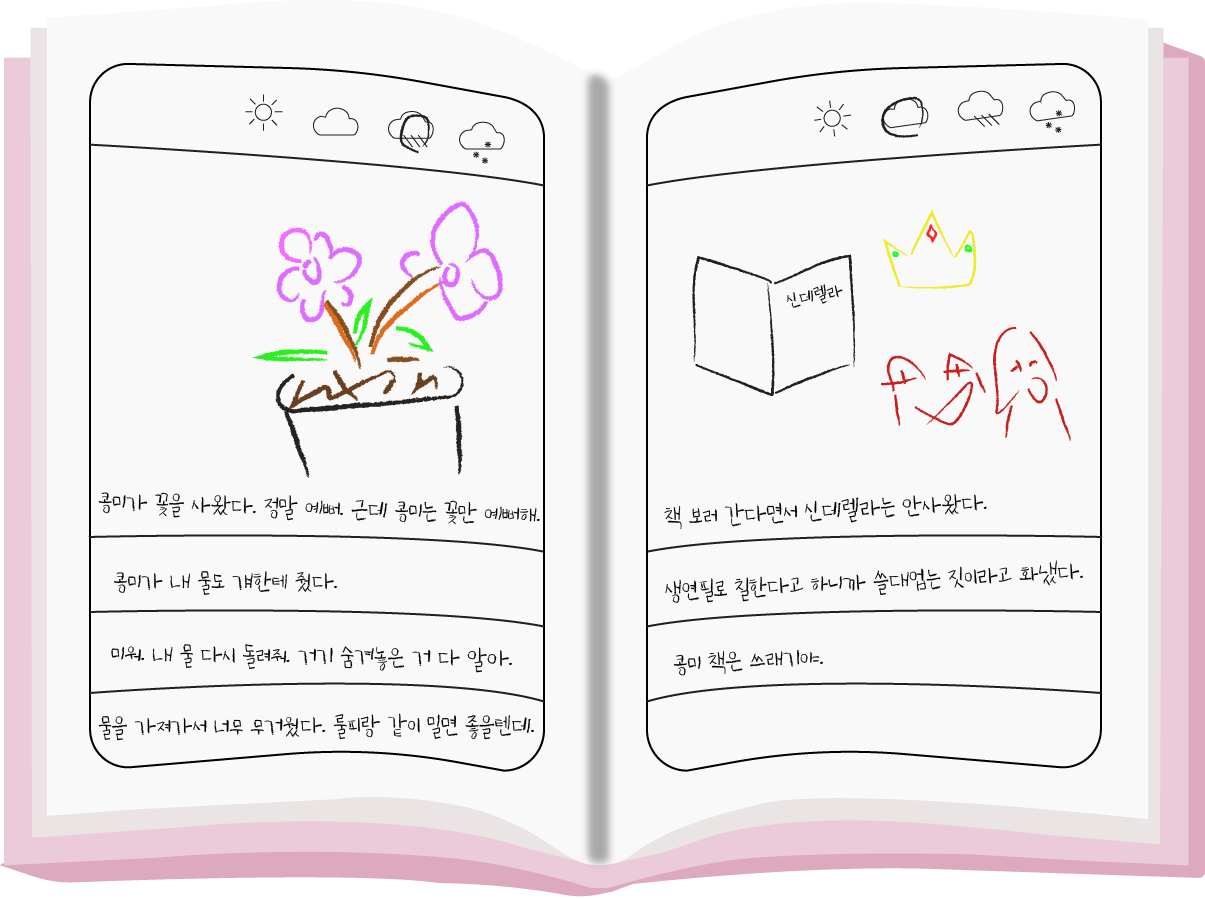 콩미가 꽃을 사왔다. 정말 예뻐. 근데 콩미는 꽃만 예뻐해.
콩미가 내 물도 걔한테 줬다.
미워. 내 물 다시 돌려줘. 거기 숨겨놓은 거 다 알아.
물을 가져가서 너무 무거웠다. 룰피랑 같이 밀면 좋을텐데.
신데렐라
책 보러 간다면서 신데렐라는 안사왔다.
생연필로 칠한다고 하니까 쓸대업는 짓이라고 화냈다.
콩미 책은 쓰래기야.